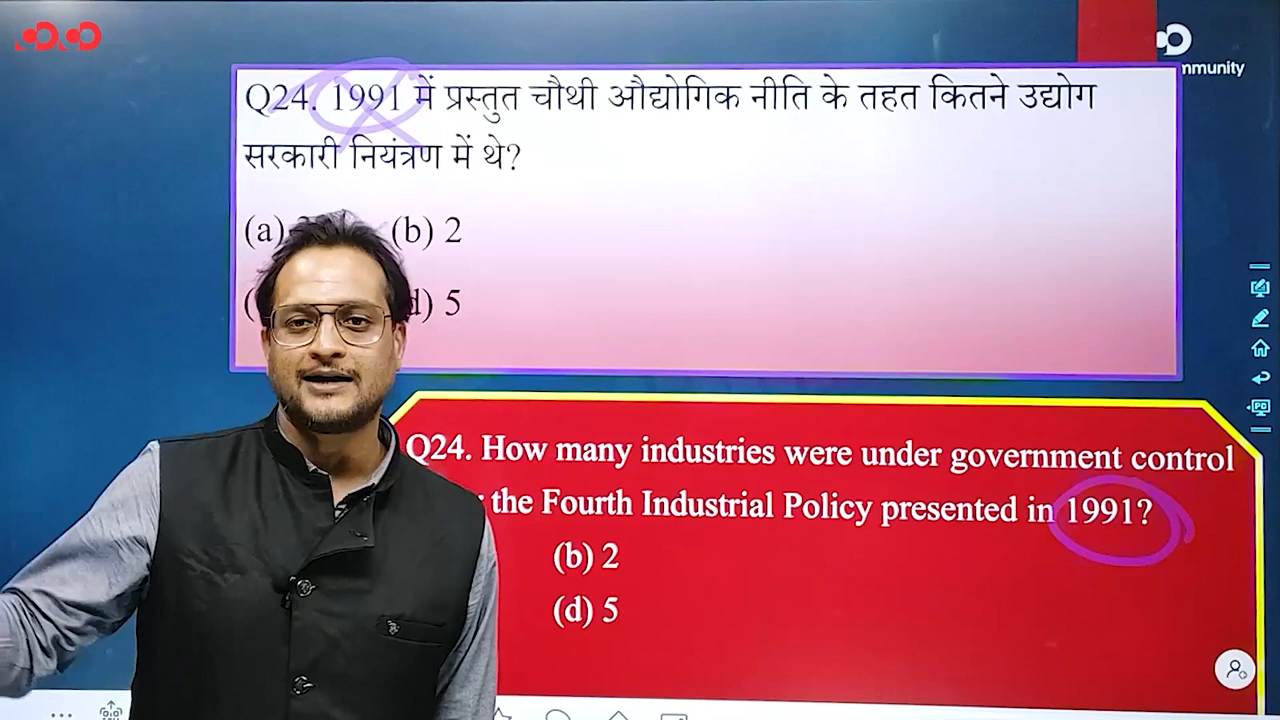 mmunity
Q24. 1991 में प्रस्तुत चौथी औद्योगिक नीति के तहत कितने उद्योग
सरकारी नियंत्रण में थे?
(a) (b) 2
d) 5
Q24. How many industries were under government control
the Fourth Industrial Policy presented in 1991?
(b) 2
(d) 5